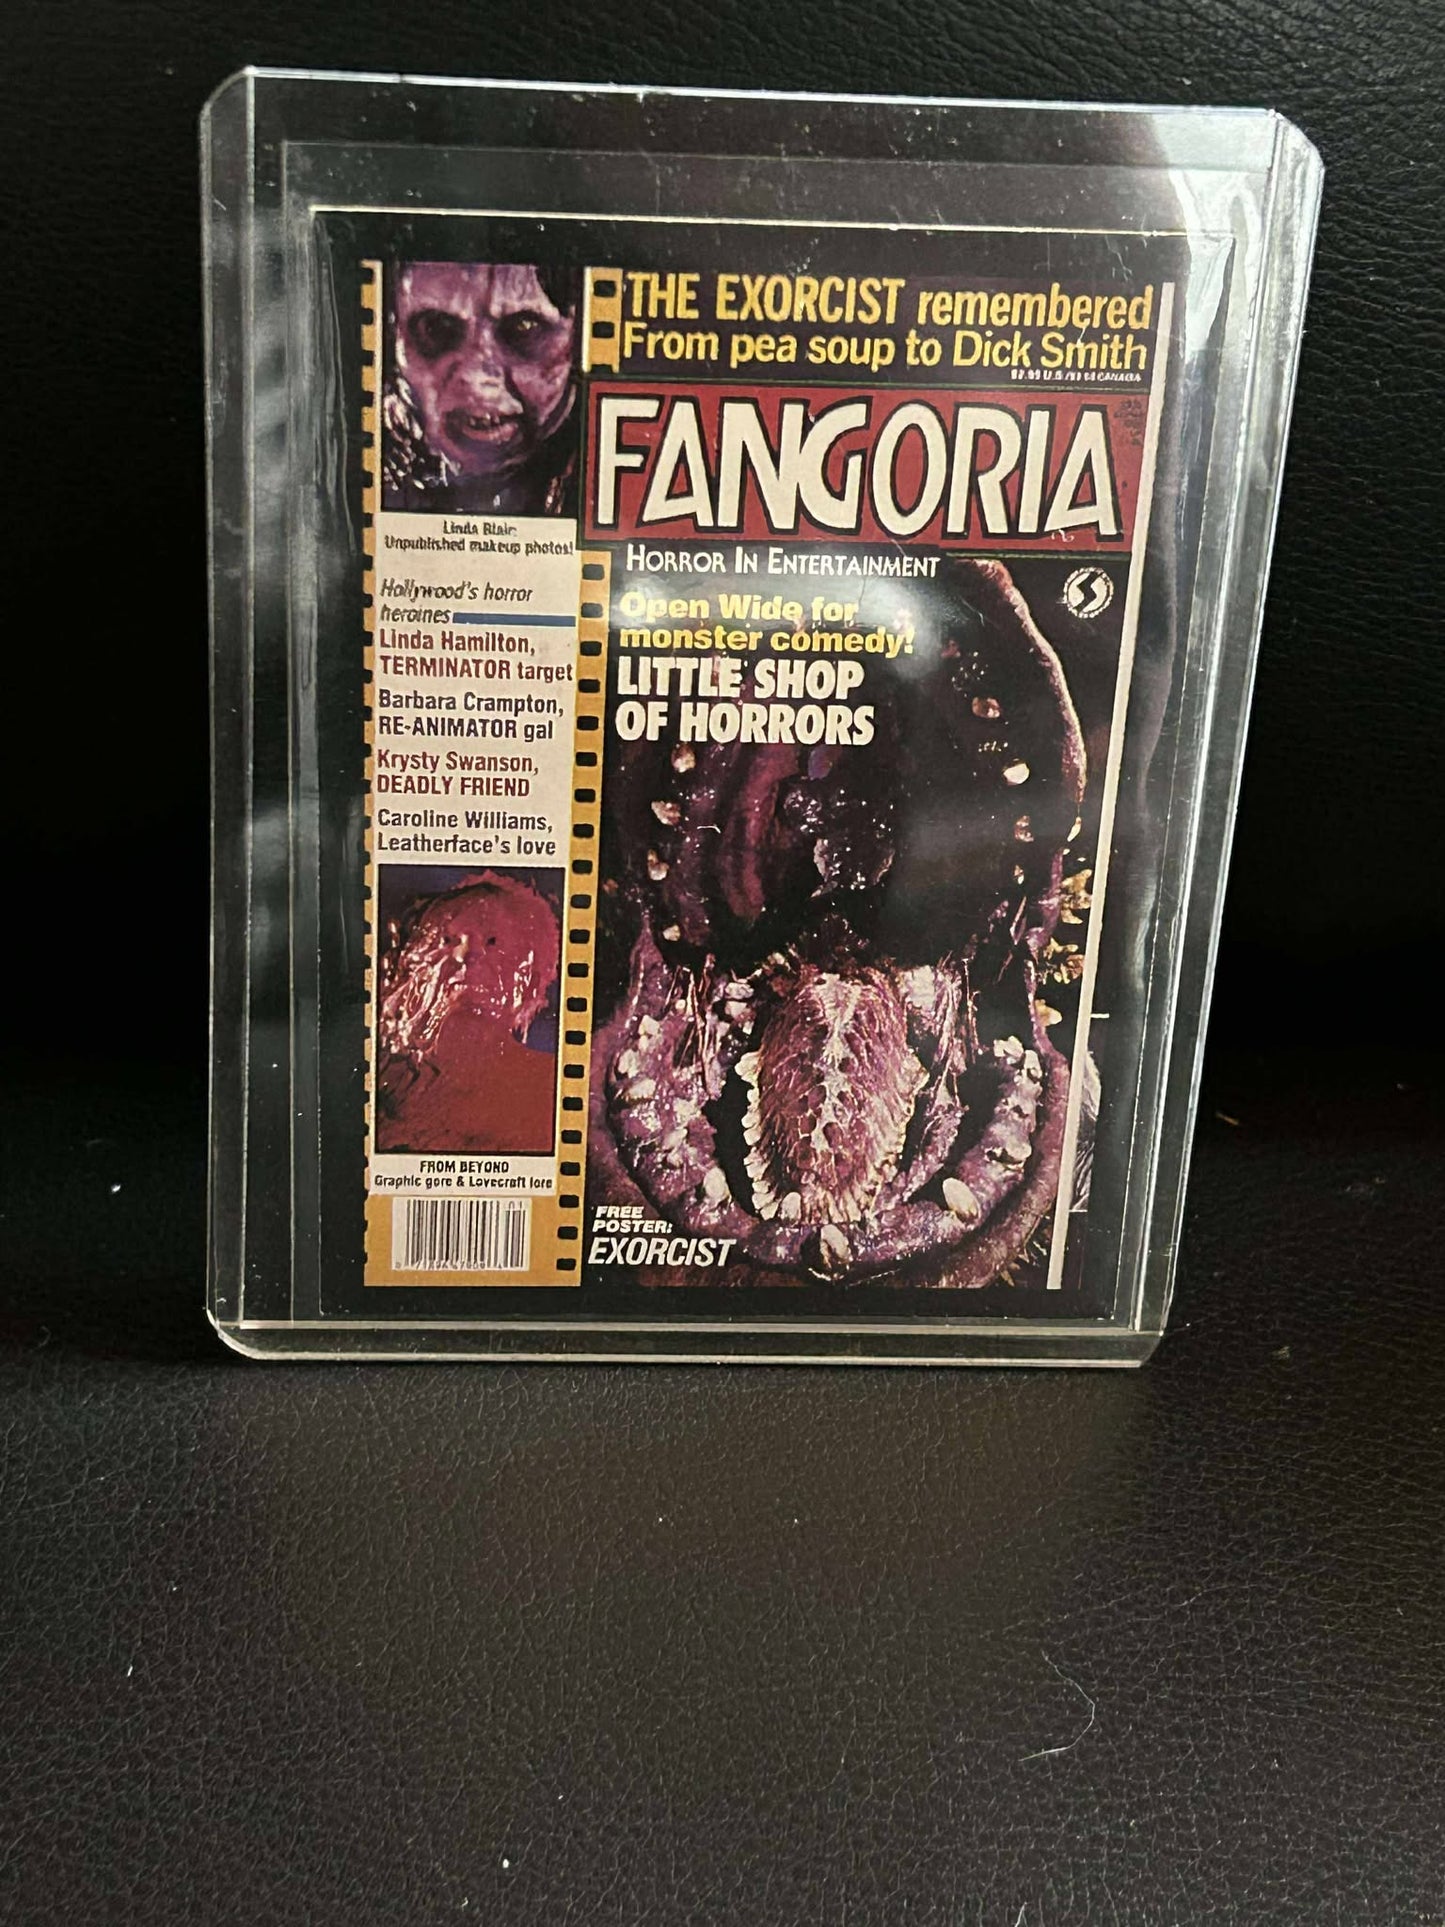 THE EXORCIST remembered
From pea soup to Dick Smith
FANGORIA
HORROR IN ENTERTAINMENT
Linda Blair:
Unpublished makeup photos!
Hollywood's horror
heroines
Linda Hamilton,
TERMINATOR target
Barbara Crampton,
RE-ANIMATOR gal
Krysty Swanson,
DEADLY FRIEND
Caroline Williams,
Leatherface's love
FROM BEYOND
Graphic gore & Lovecraft lore
Open Wide for
monster comedy!
LITTLE SHOP
OF HORRORS
FREE
POSTER:
EXORCIST